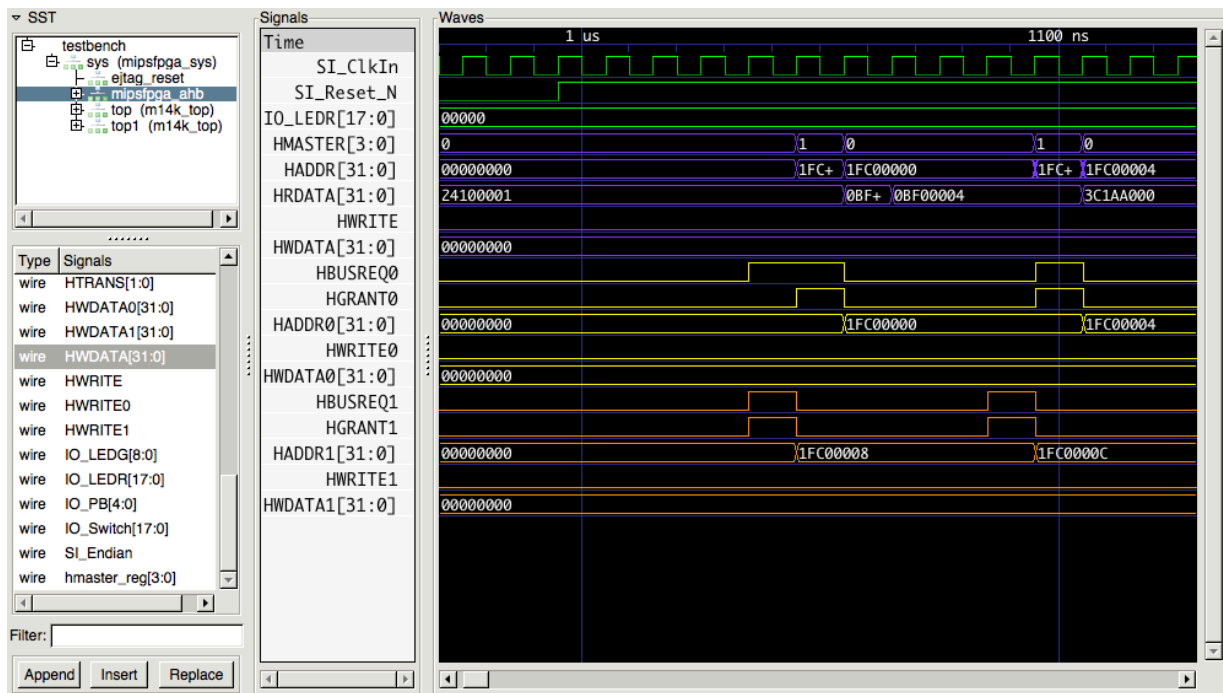 SST
testbench
sys (mipsfpga_sys)
ejtag_reset
mipsfpga_ahb
top (m14k_top)
top1 (m14k_top)
Type Signals
wire HTRANS[1:0]
wire HWDATA0[31:0]
wire HWDATA1[31:0]
wire HWDATA[31:0]
wire HWRITE
wire HWRITE0
wire HWRITE1
wire IO_LEDG[8:0]
wire IO_LEDR[17:0]
wire IO_PB[4:0]
wire IO_Switch[17:0]
wire SI_Endian
wire hmaster_reg[3:0]
Filter:
Append Insert Replace
Signals
Time
SI_ClkIn
SI_Reset_N
IO_LEDR[17:0]
HMASTER[3:0]
HADDR[31:0]
HRDATA[31:0]
HWRITE
HWDATA[31:0]
HBUSREQ0
HGRANT0
HADDR0[31:0]
HWRITE0
HWDATA0[31:0]
HBUSREQ1
HGRANT1
HADDR1[31:0]
HWRITE1
HWDATA1[31:0]
Waves
1 us 1100 ns
00000
0 1 0 1 0
00000000 1FC+ 1FC00000 1FC+ 1FC00004
24100001 0BF+ 0BF00004 3C1AA000
00000000
00000000 1FC00000 1FC00004
00000000
00000000 1FC00008 1FC0000C
00000000